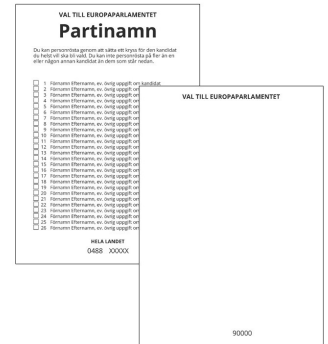 VAL TILL EUROPAPARLAMENTET
Partinamn
Du kan personrösta genom att sätta ett kryss för den kandidat
du helst vill ska bli vald. Du kan inte personrösta på fler än en
eller någon annan kandidat än dem som står nedan.
1 Förnamn Efternamn, ev. övrig uppgift om kandidat
2 Förnamn Efternamn, ev. övrig uppgift om
3 Förnamn Efternamn, ev. övrig uppgift om
4 Förnamn Efternamn, ev. övrig uppgift om
5 Förnamn Efternamn, ev. övrig uppgift om
6 Förnamn Efternamn, ev. övrig uppgift om
7 Förnamn Efternamn, ev. övrig uppgift om
8 Förnamn Efternamn, ev. övrig uppgift om
9 Förnamn Efternamn, ev. övrig uppgift om
10 Förnamn Efternamn, ev. övrig uppgift om
11 Förnamn Efternamn, ev. övrig uppgift om
12 Förnamn Efternamn, ev. övrig uppgift om
13 Förnamn Efternamn, ev. övrig uppgift om
14 Förnamn Efternamn, ev. övrig uppgift om
15 Förnamn Efternamn, ev. övrig uppgift om
16 Förnamn Efternamn, ev. övrig uppgift om
17 Förnamn Efternamn, ev. övrig uppgift om
18 Förnamn Efternamn, ev. övrig uppgift om
19 Förnamn Efternamn, ev. övrig uppgift om
20 Förnamn Efternamn, ev. övrig uppgift om
21 Förnamn Efternamn, ev. övrig uppgift om
22 Förnamn Efternamn, ev. övrig uppgift om
23 Förnamn Efternamn, ev. övrig uppgift om
24 Förnamn Efternamn, ev. övrig uppgift om
25 Förnamn Efternamn, ev. övrig uppgift om
26 Förnamn Efternamn, ev. övrig uppgift om
HELA LANDET
0488 XXXXX
VAL TILL EUROPAPARLAMENTET
90000